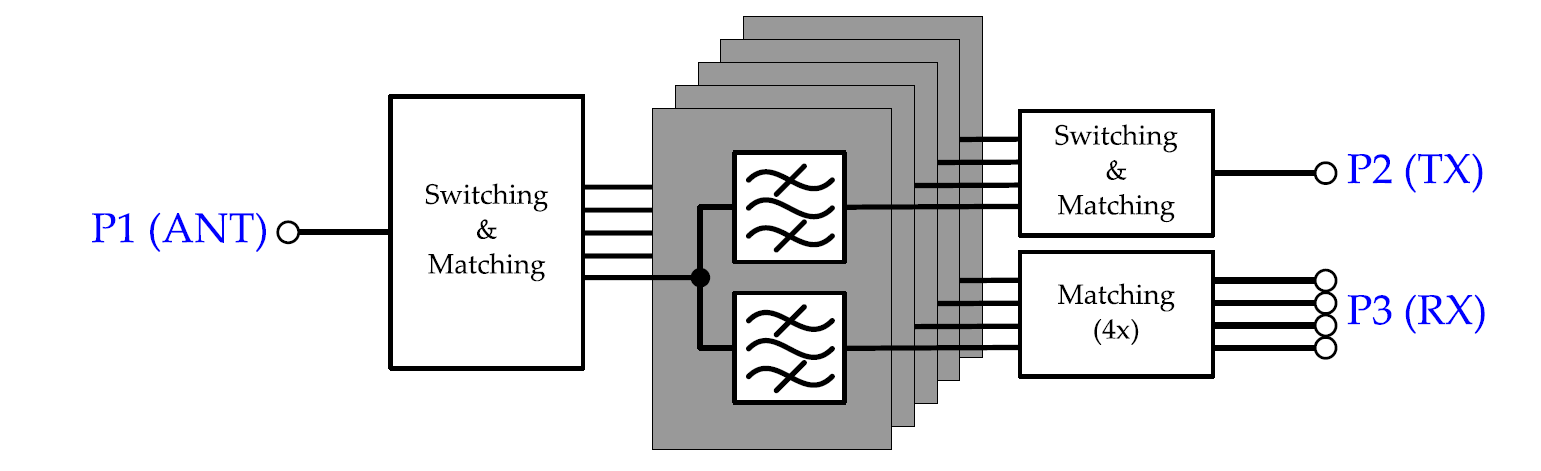 P1 (ANT)
Switching
&
Matching
Switching
&
Matching
P2 (TX)
Matching
(4x)
P3 (RX)